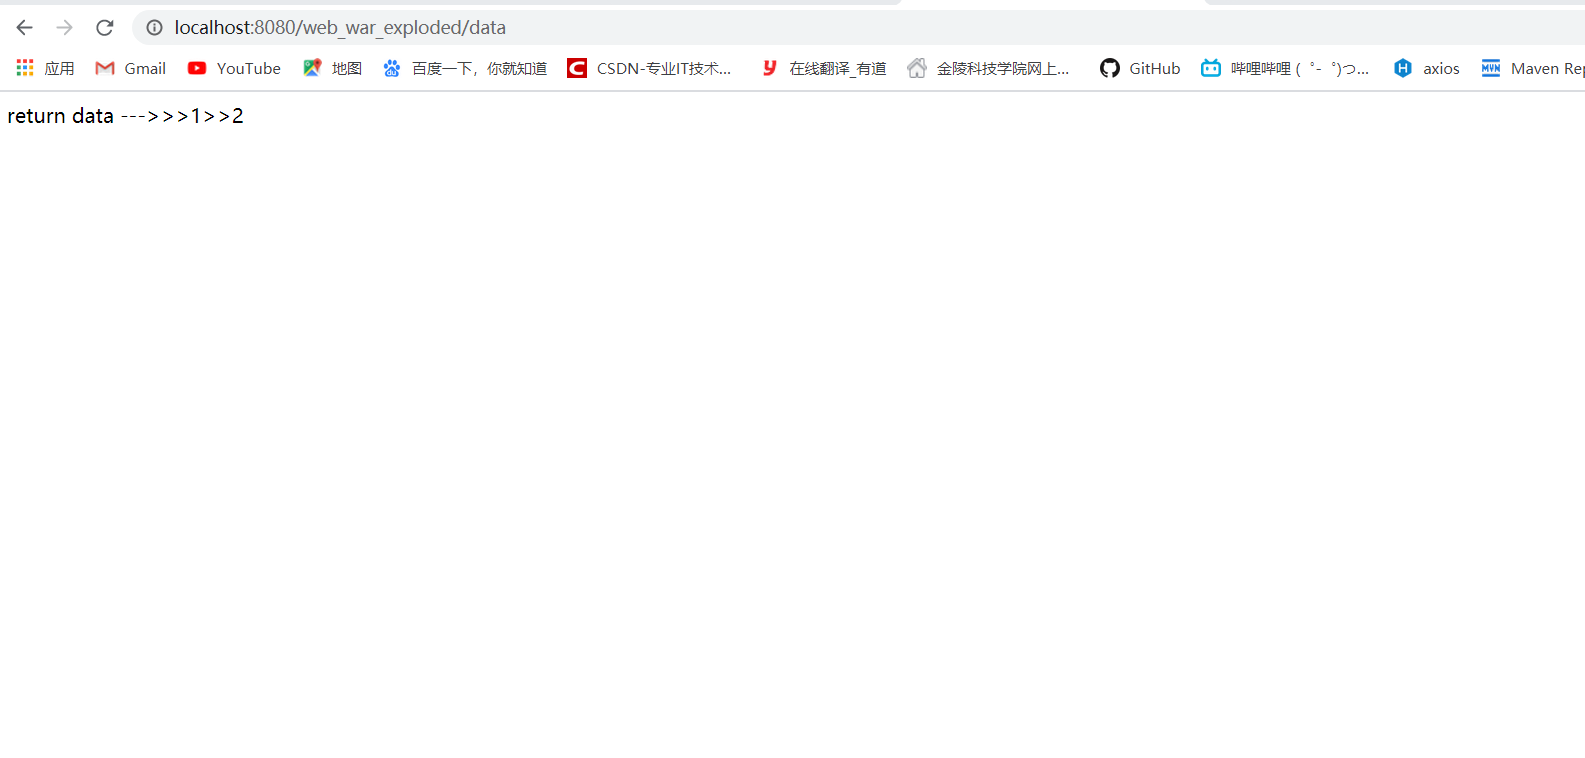 localhost:8080/web_war_exploded/data
应用 Gmail YouTube 地图 百度一下，你就知道 CSDN-专业IT技术... 在线翻译_有道 金陵科技学院网上... GitHub 哔哩哔哩 (゜-゜)つ... axios Maven Rep
return data --->>>1>>2